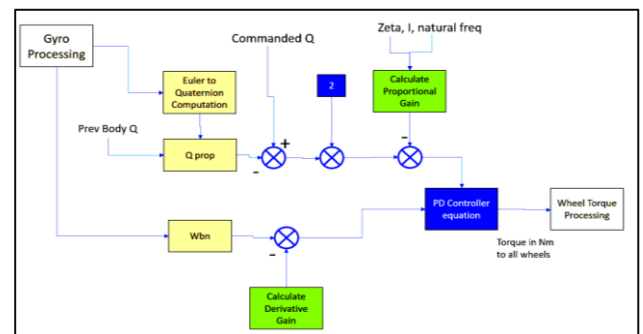 Gyro
Processing
Commanded Q
Zeta, I, natural freq
Euler to
Quaternion
Computation
2
Calculate
Proportional
Gain
Prev Body Q
+
-
-
Q prop
-
PD Controller
equation
Wheel Torque
Processing
Wbn
-
Torque in Nm
to all wheels
Calculate
Derivative
Gain